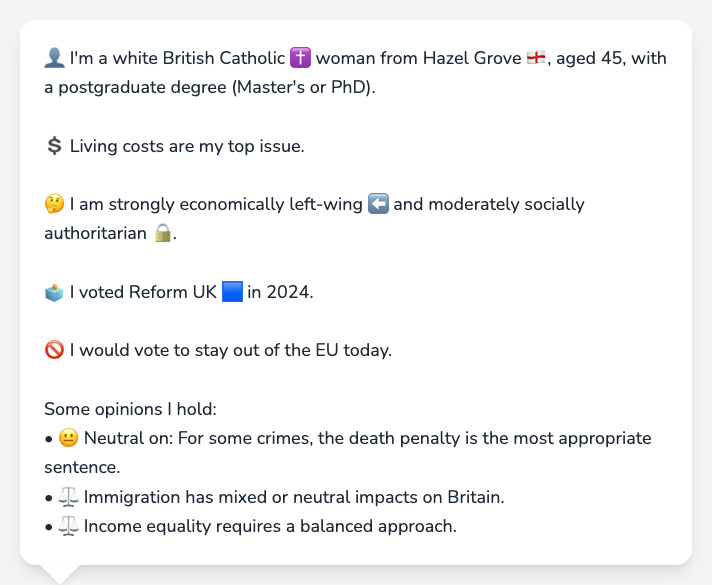 👤 I'm a white British Catholic ✝️ woman from Hazel Grove 🏴󠁧󠁢󠁥󠁮󠁧󠁿, aged 45, with
a postgraduate degree (Master's or PhD).
💲 Living costs are my top issue.
🤔 I am strongly economically left-wing ⬅️ and moderately socially
authoritarian 🔒.
🗳️ I voted Reform UK 🟦 in 2024.
🚫 I would vote to stay out of the EU today.
Some opinions I hold:
• 😐 Neutral on: For some crimes, the death penalty is the most appropriate
sentence.
• ⚖️ Immigration has mixed or neutral impacts on Britain.
• ⚖️ Income equality requires a balanced approach.